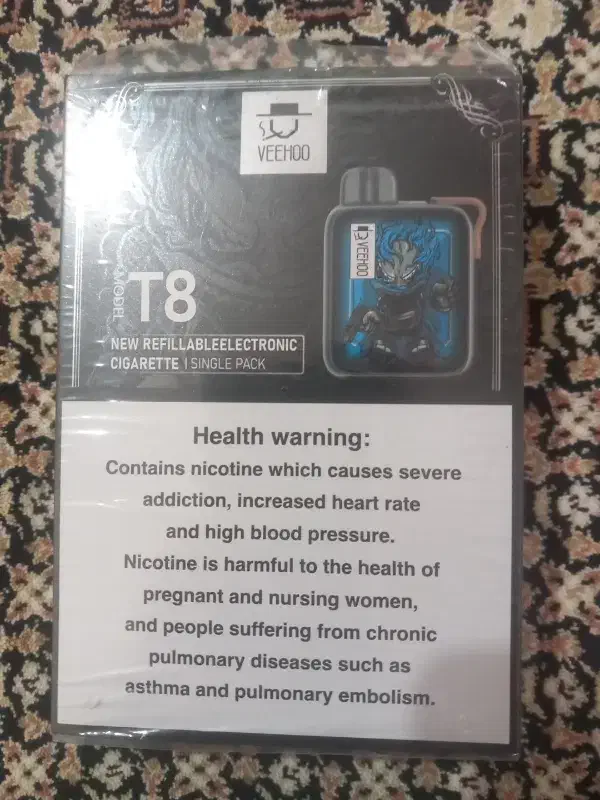 VEEHOO
VEEHOO
MODEL
T8
NEW REFILLABLEELECTRONIC
CIGARETTE | SINGLE PACK
Health warning:
Contains nicotine which causes severe
addiction, increased heart rate
and high blood pressure.
Nicotine is harmful to the health of
pregnant and nursing women,
and people suffering from chronic
pulmonary diseases such as
asthma and pulmonary embolism.